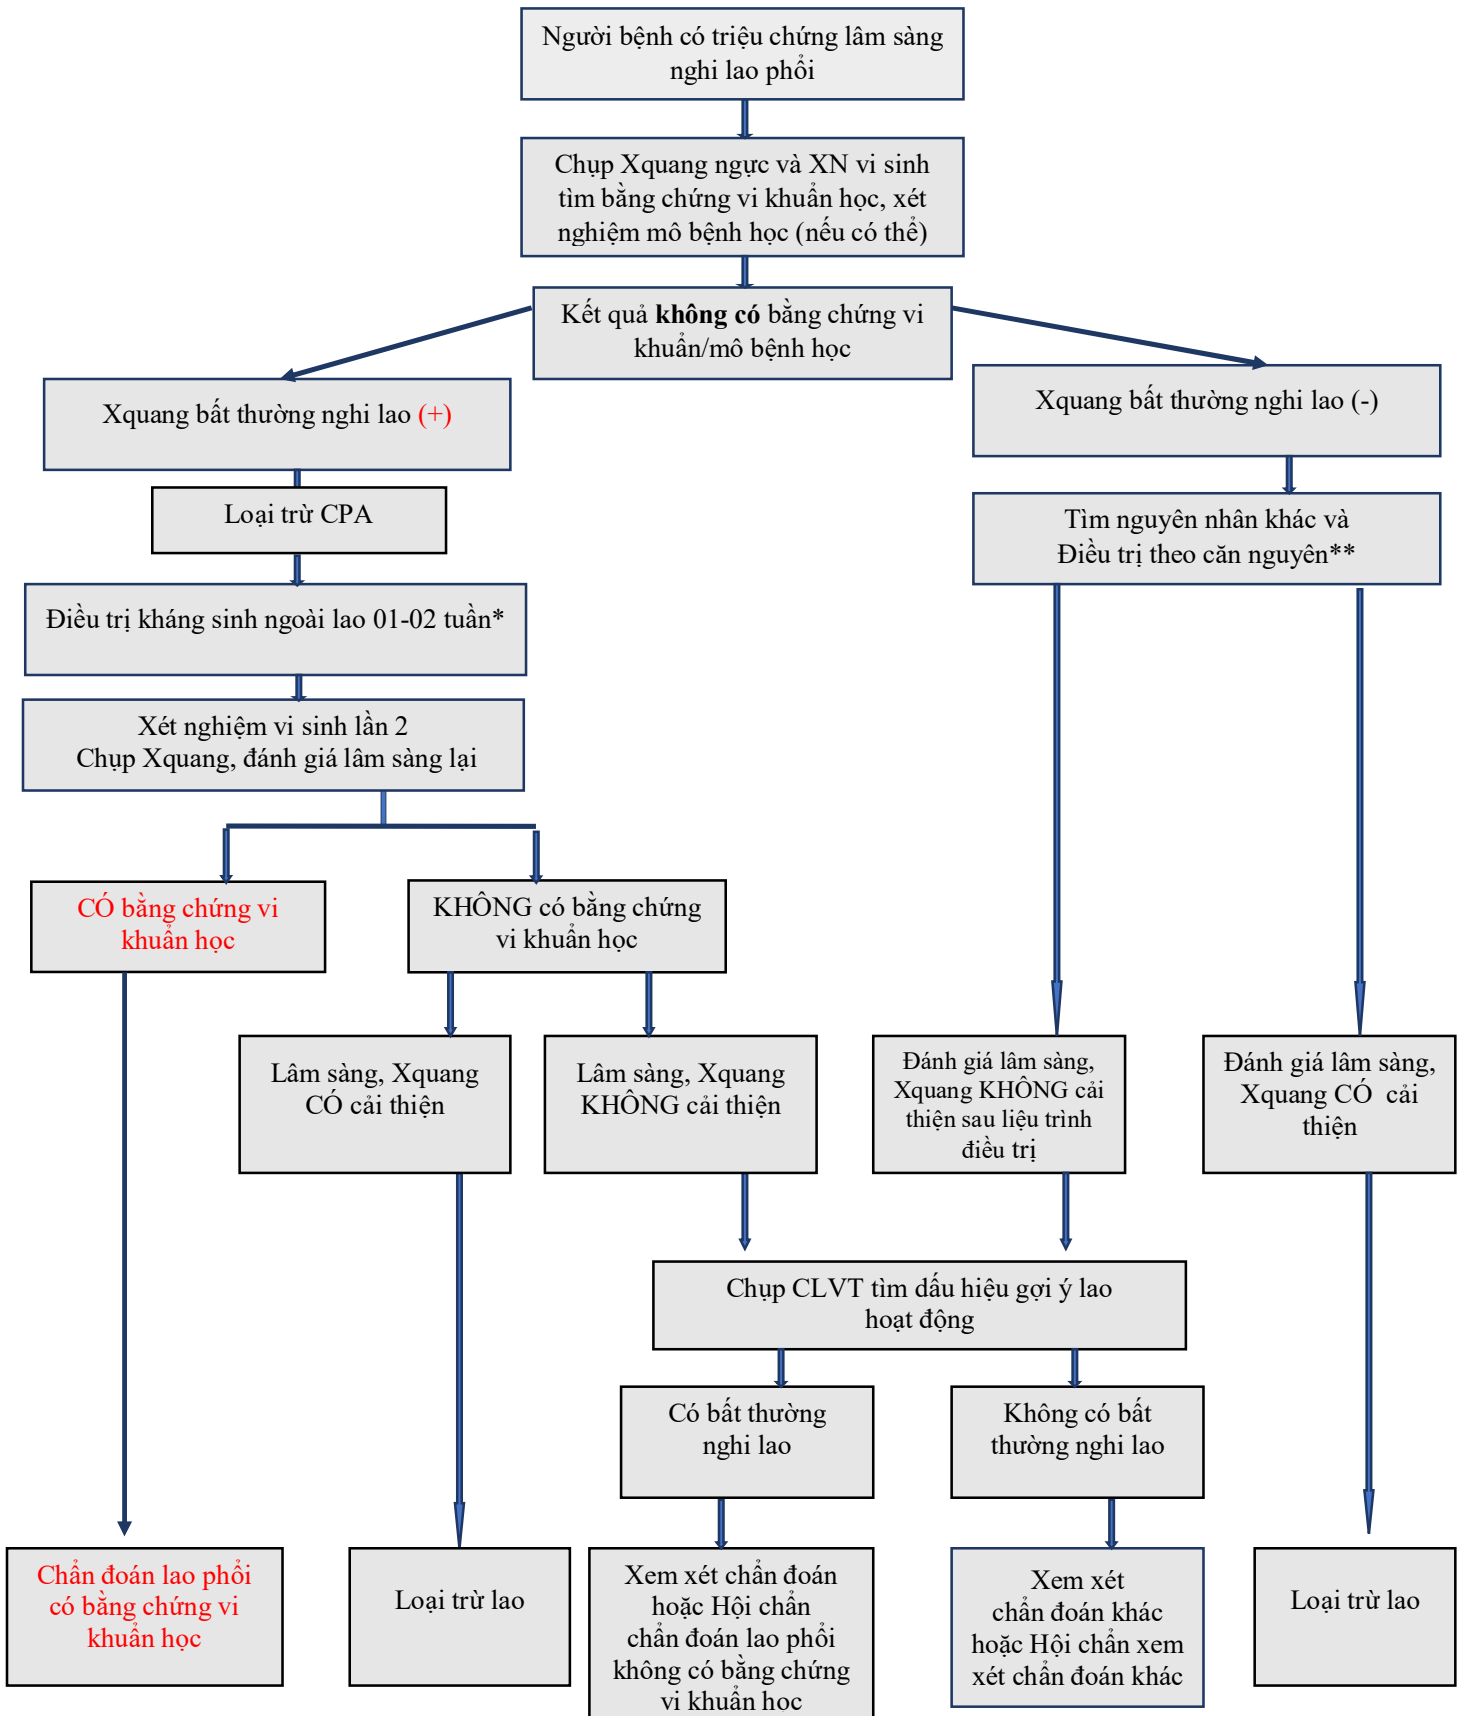 Người bệnh có triệu chứng lâm sàng
nghi lao phổi
Chụp Xquang ngực và XN vi sinh
tìm bằng chứng vi khuẩn học, xét
nghiệm mô bệnh học (nếu có thể)
Kết quả không có bằng chứng vi
khuẩn/mô bệnh học
Xquang bất thường nghi lao (+)
Xquang bất thường nghi lao (-)
Loại trừ CPA
Tìm nguyên nhân khác và
Điều trị theo căn nguyên**
Điều trị kháng sinh ngoài lao 01-02 tuần*
Xét nghiệm vi sinh lần 2
Chụp Xquang, đánh giá lâm sàng lại
CÓ bằng chứng vi
khuẩn học
KHÔNG có bằng chứng
vi khuẩn học
Lâm sàng, Xquang
CÓ cải thiện
Lâm sàng, Xquang
KHÔNG cải thiện
Đánh giá lâm sàng,
Xquang KHÔNG cải
thiện sau liệu trình
điều trị
Đánh giá lâm sàng,
Xquang CÓ cải
thiện
Chụp CLVT tìm dấu hiệu gợi ý lao
hoạt động
Có bất thường
nghi lao
Không có bất
thường nghi lao
Chẩn đoán lao phổi
có bằng chứng vi
khuẩn học
Loại trừ lao
Xem xét chẩn đoán
hoặc Hội chẩn
chẩn đoán lao phổi
không có bằng chứng
vi khuẩn học
Xem xét
chẩn đoán khác
hoặc Hội chẩn xem
xét chẩn đoán khác
Loại trừ lao